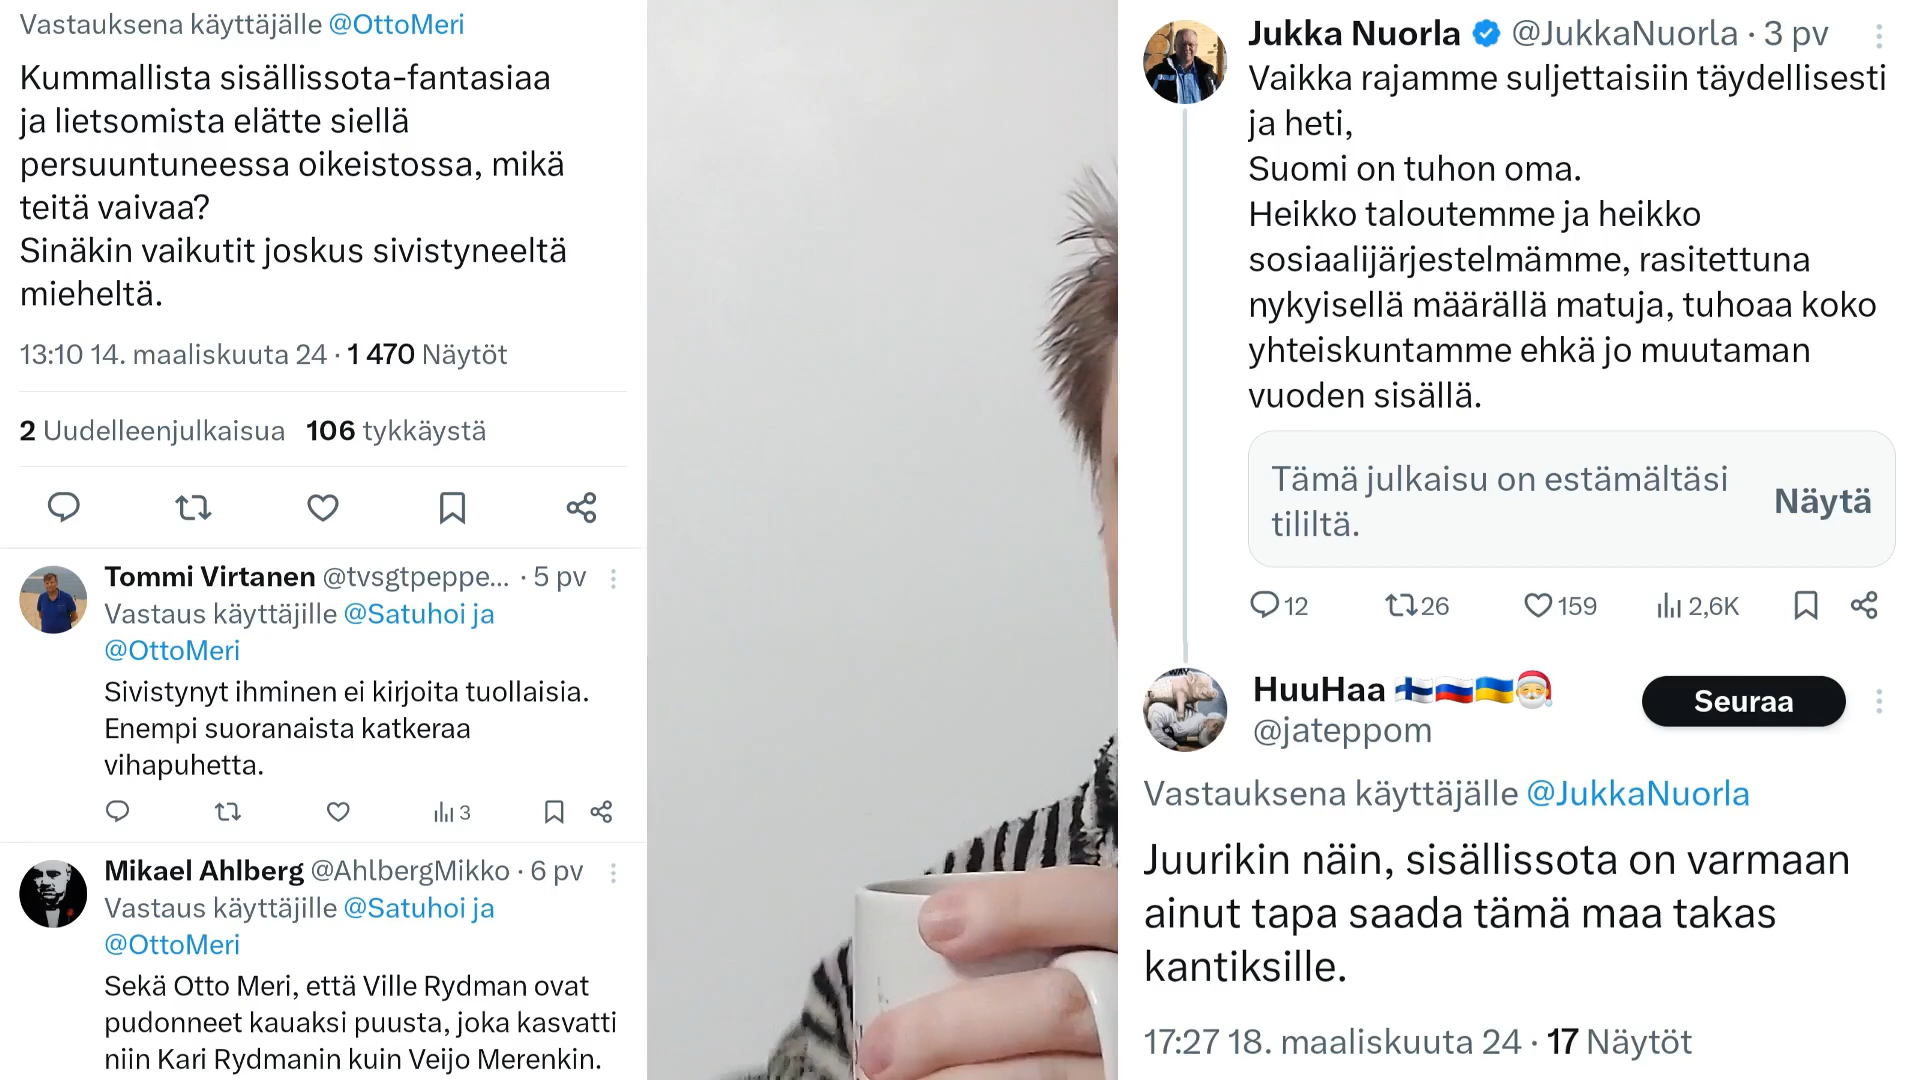 Vastauksena käyttäjälle @OttoMeri
Kummallista sisällissota-fantasiaa
ja lietsomista elätte siellä
persuuntuneessa oikeistossa, mikä
teitä vaivaa?
Sinäkin vaikutit joskus sivistyneeltä
mieheltä.
13:10 14. maaliskuuta 24 · 1 470 Näytöt
2 Uudelleenjulkaisua 106 tykkäystä
Tommi Virtanen @tvsgtpeppe... · 5 pv
Vastaus käyttäjille @Satuhoi ja
@OttoMeri
Sivistynyt ihminen ei kirjoita tuollaisia.
Enempi suoranaista katkeraa
vihapuhetta.
3
Mikael Ahlberg @AhlbergMikko · 6 pv
Vastaus käyttäjille @Satuhoi ja
@OttoMeri
Sekä Otto Meri, että Ville Rydman ovat
pudonneet kauaksi puusta, joka kasvatti
niin Kari Rydmanin kuin Veijo Merenkin.
Jukka Nuorla @JukkaNuorla · 3 pv
Vaikka rajamme suljettaisiin täydellisesti
ja heti,
Suomi on tuhon oma.
Heikko taloutemme ja heikko
sosiaalijärjestelmämme, rasitettuna
nykyisellä määrällä matuja, tuhoaa koko
yhteiskuntamme ehkä jo muutaman
vuoden sisällä.
Tämä julkaisu on estämältäsi
tililtä.
Näytä
12 26 159 2,6K
HuuHaa 🇫🇮🇷🇺🇺🇦🎅
@jateppom
Seuraa
Vastauksena käyttäjälle @JukkaNuorla
Juurikin näin, sisällissota on varmaan
ainut tapa saada tämä maa takas
kantiksille.
17:27 18. maaliskuuta 24 · 17 Näytöt